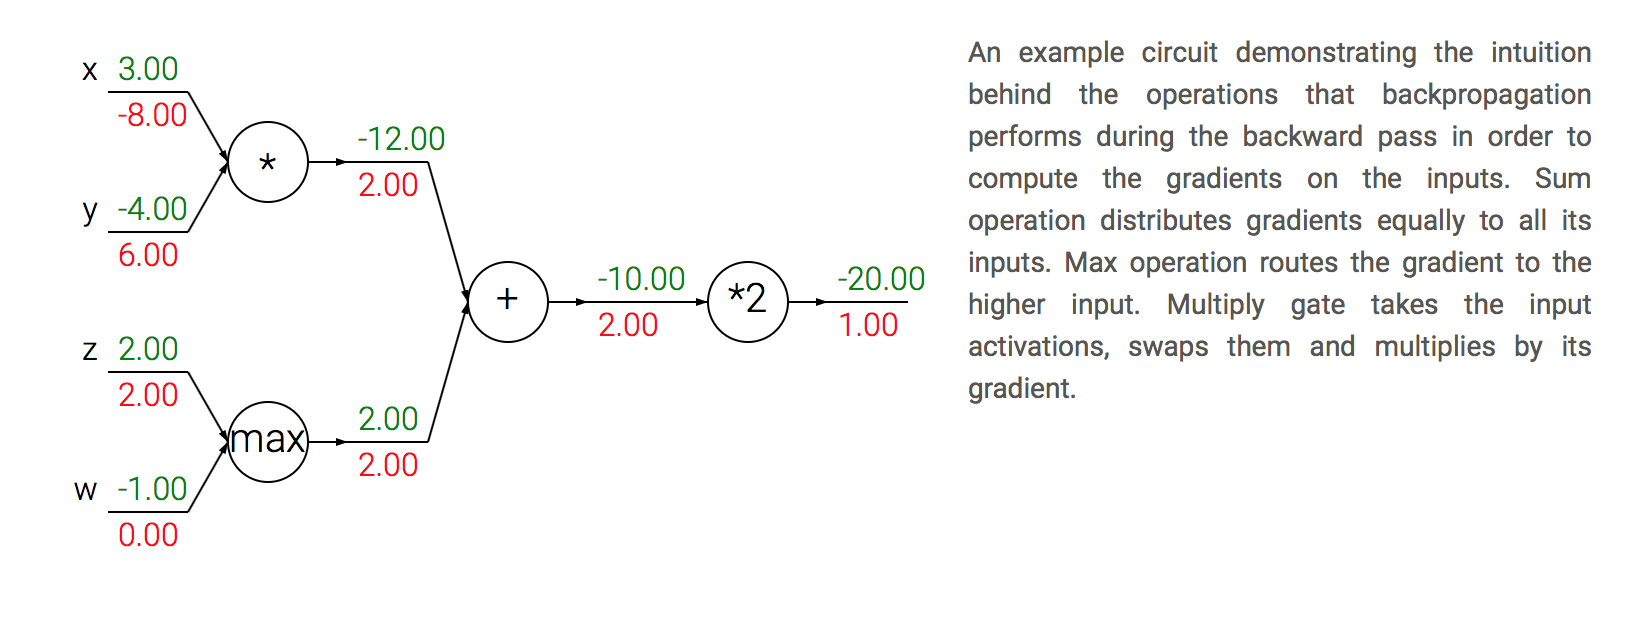 x 3.00
-8.00
y -4.00
6.00
*
-12.00
2.00
z 2.00
2.00
w -1.00
0.00
max
2.00
2.00
+
-10.00
2.00
*2
-20.00
1.00
An example circuit demonstrating the intuition
behind the operations that backpropagation
performs during the backward pass in order to
compute the gradients on the inputs. Sum
operation distributes gradients equally to all its
inputs. Max operation routes the gradient to the
higher input. Multiply gate takes the input
activations, swaps them and multiplies by its
gradient.